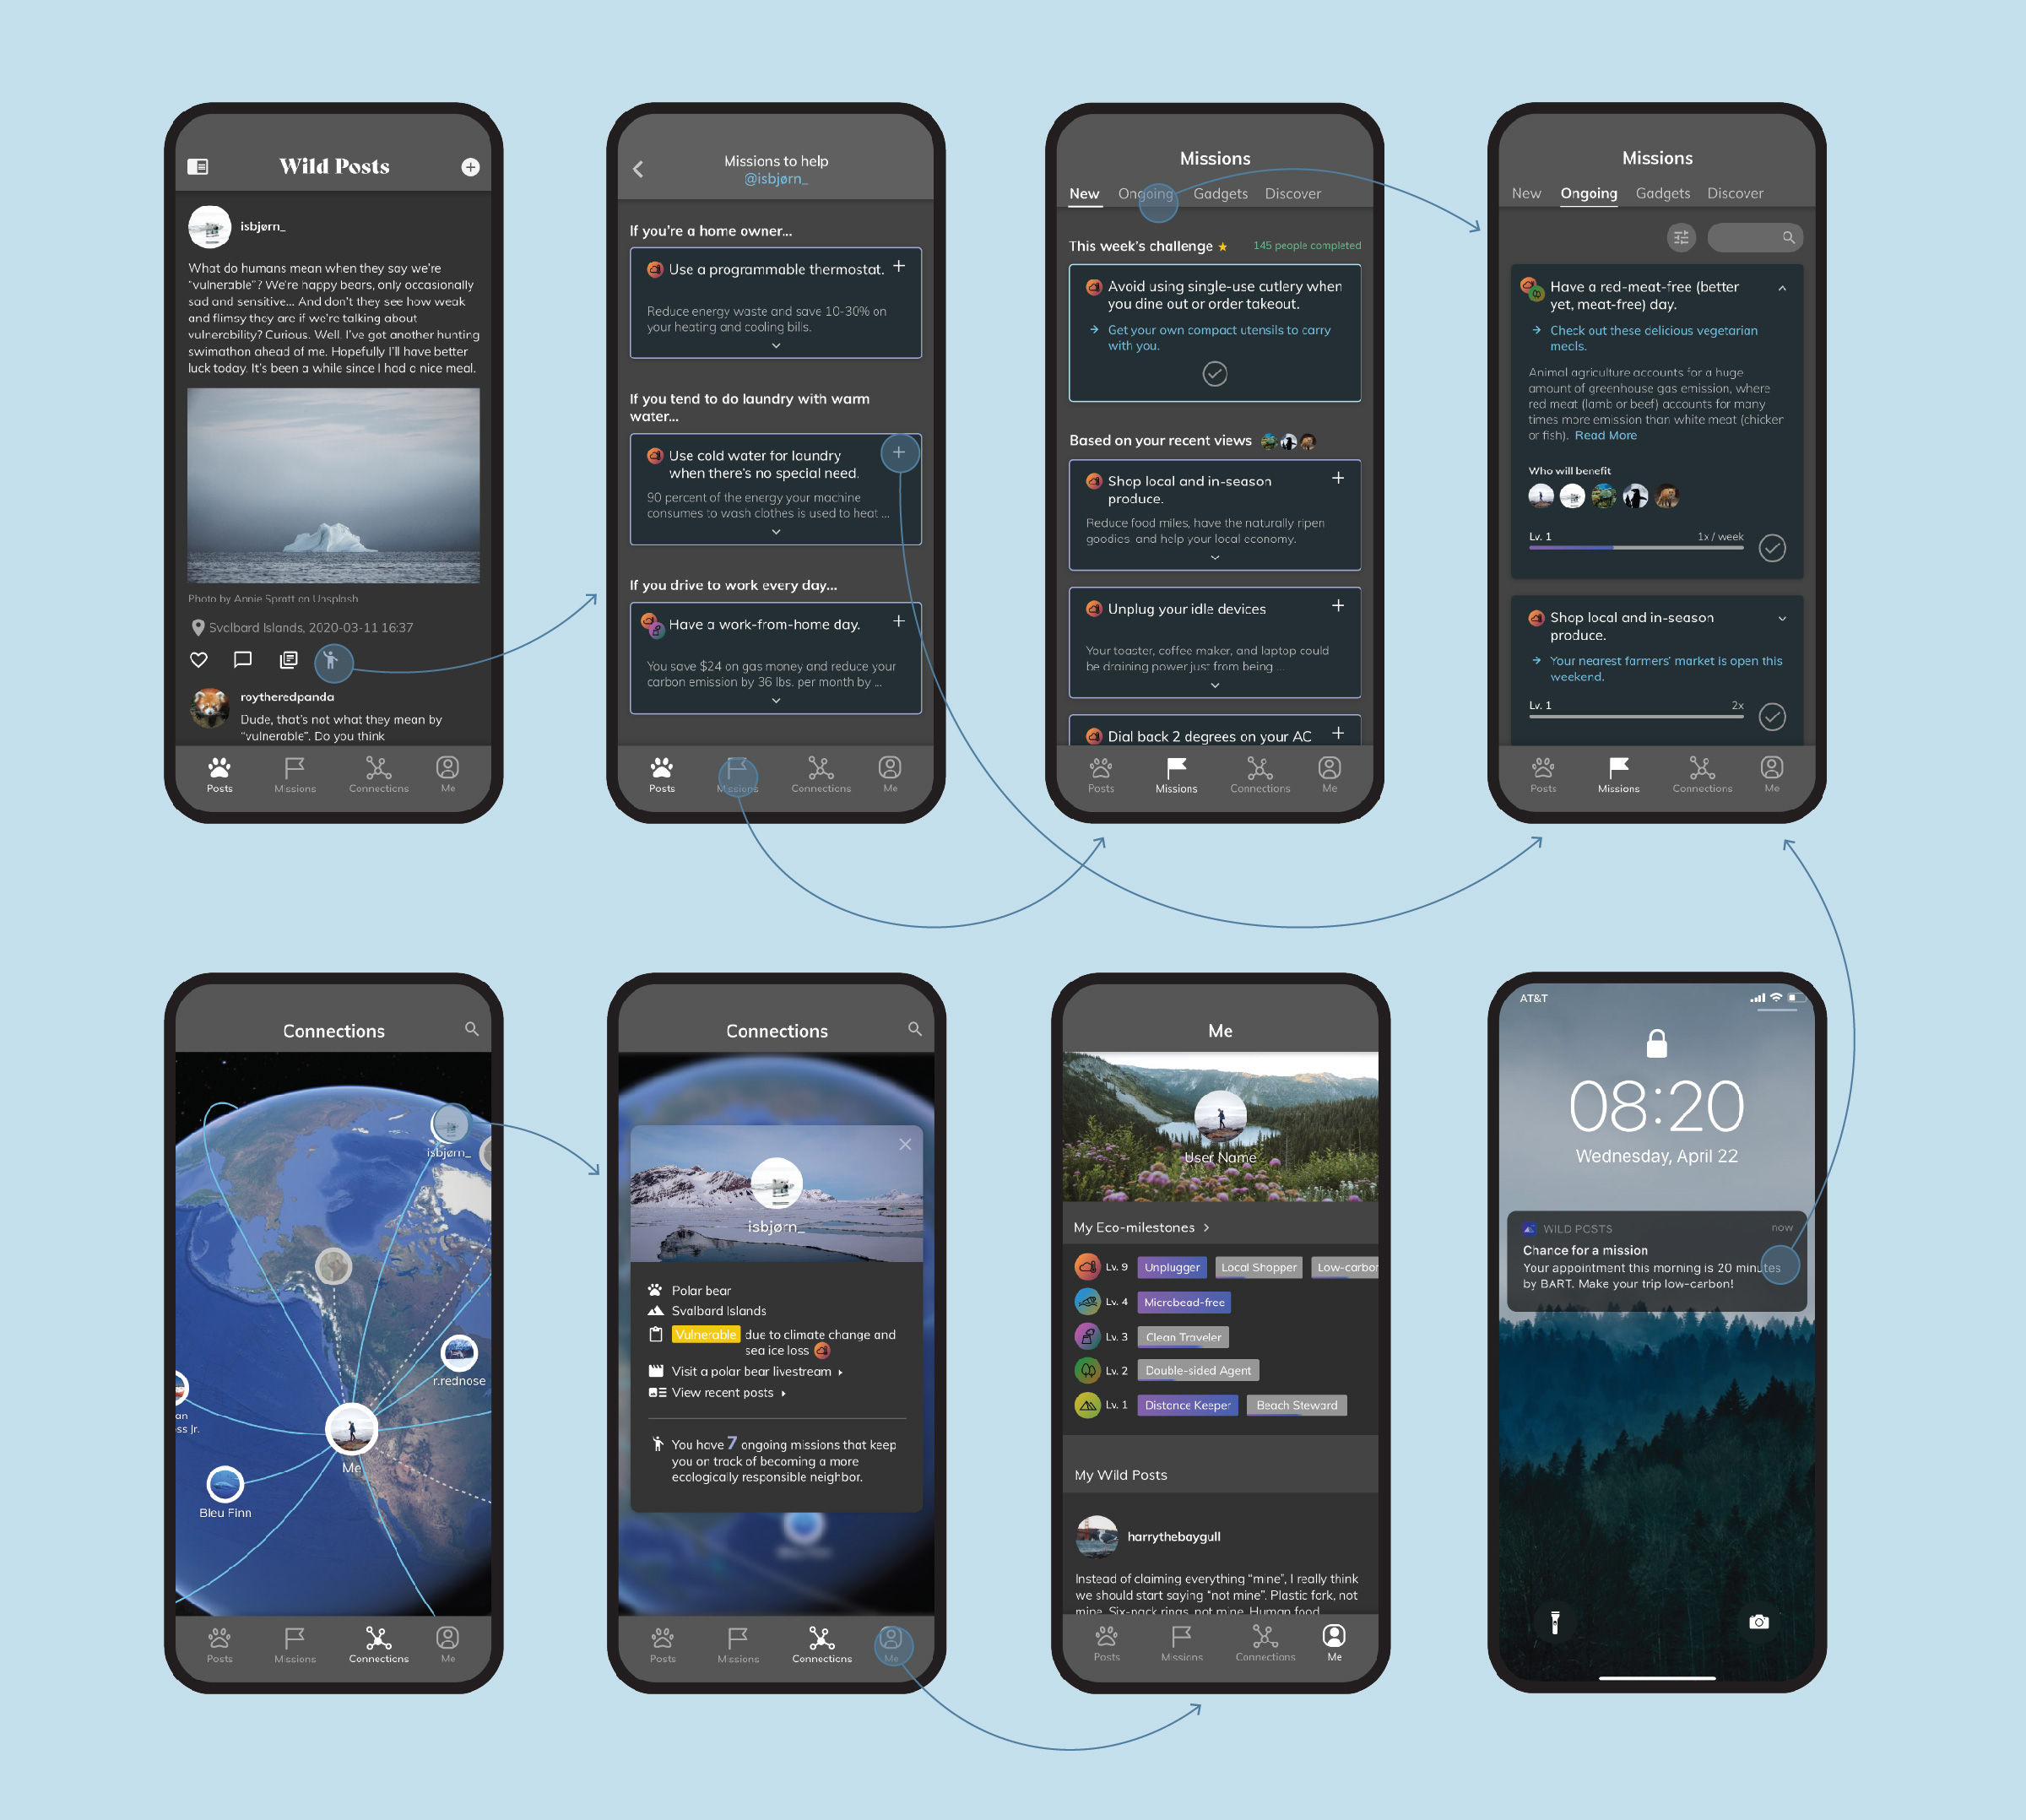 Wild Posts
isbjørn_
What do humans mean when they say we're
"vulnerable"? We're happy bears, only occasionally
sad and sensitive... And don't they see how weak
and flimsy they are if we're talking about
vulnerability? Curious. Well, I've got another hunting
swimathon ahead of me. Hopefully I'll have better
luck today. It's been a while since I had a nice meal.
Photo by Annie Spratt on Unsplash
Svalbard Islands, 2020-03-11 16:37
roytheredpanda
Dude, that's not what they mean by
"vulnerable". Do you think
Posts
Missions
Connections
Me
Missions to help
@isbjørn_
If you're a home owner...
Use a programmable thermostat.
Reduce energy waste and save 10-30% on
your heating and cooling bills.
If you tend to do laundry with warm
water...
Use cold water for laundry
when there's no special need.
90 percent of the energy your machine
consumes to wash clothes is used to heat ...
If you drive to work every day...
Have a work-from-home day.
You save $24 on gas money and reduce your
carbon emission by 36 lbs. per month by ...
Posts
Missions
Connections
Me
Missions
New
Ongoing
Gadgets
Discover
This week's challenge
145 people completed
Avoid using single-use cutlery when
you dine out or order takeout.
Get your own compact utensils to carry
with you.
Based on your recent views
Shop local and in-season
produce.
Reduce food miles, have the naturally ripen
goodies and help your local economy.
Unplug your idle devices
Your toaster, coffee maker, and laptop could
be draining power just from being ...
Dial back 2 degrees on your AC
Posts
Missions
Connections
Me
Missions
New
Ongoing
Gadgets
Discover
Have a red-meat-free (better
yet, meat-free) day.
Check out these delicious vegetarian
meals.
Animal agriculture accounts for a huge
amount of greenhouse gas emission, where
red meat (lamb or beef) accounts for many
times more emission than white meat (chicken
or fish). Read More
Who will benefit
Lv. 1
1x / week
Shop local and in-season
produce.
Your nearest farmers' market is open this
weekend.
Lv. 1
2x
Posts
Missions
Connections
Me
Connections
isbjørn_
r.rednose
an
ss Jr.
Me
Bleu Finn
Posts
Missions
Connections
Me
Connections
isbjørn_
Polar bear
Svalbard Islands
Vulnerable due to climate change and
sea ice loss
Visit a polar bear livestream
View recent posts
You have 7 ongoing missions that keep
you on track of becoming a more
ecologically responsible neighbor.
Posts
Missions
Connections
Me
Me
User Name
My Eco-milestones
Lv. 9 Unplugger Local Shopper Low-carbon
Lv. 4 Microbead-free
Lv. 3 Clean Traveler
Lv. 2 Double-sided Agent
Lv. 1 Distance Keeper Beach Steward
My Wild Posts
harrythebaygull
Instead of claiming everything "mine", I really think
we should start saying "not mine". Plastic fork, not
mine. Six-pack rings, not mine. Human food,
Posts
Missions
Connections
Me
AT&T
08:20
Wednesday, April 22
WILD POSTS
now
Chance for a mission
Your appointment this morning is 20 minutes
by BART. Make your trip low-carbon!